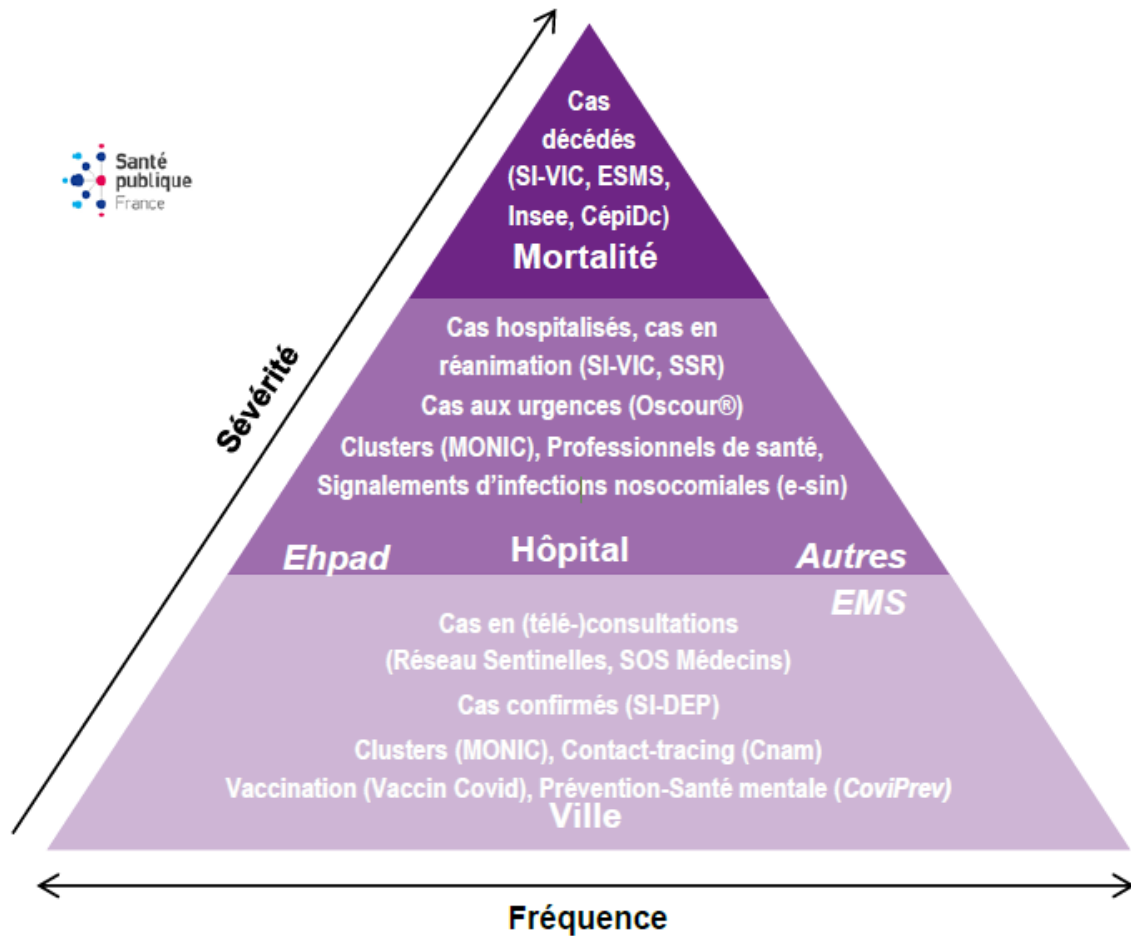 Santé
publique
France
Sévérité
Cas
décédés
(SI-VIC, ESMS,
Insee, CépiDc)
Mortalité
Cas hospitalisés, cas en
réanimation (SI-VIC, SSR)
Cas aux urgences (Oscour®)
Clusters (MONIC), Professionnels de santé,
Signalements d'infections nosocomiales (e-sin)
Ehpad
Hôpital
Autres
EMS
Cas en (télé-)consultations
(Réseau Sentinelles, SOS Médecins)
Cas confirmés (SI-DEP)
Clusters (MONIC), Contact-tracing (Cnam)
Vaccination (Vaccin Covid), Prévention-Santé mentale (CoviPrev)
Ville
Fréquence